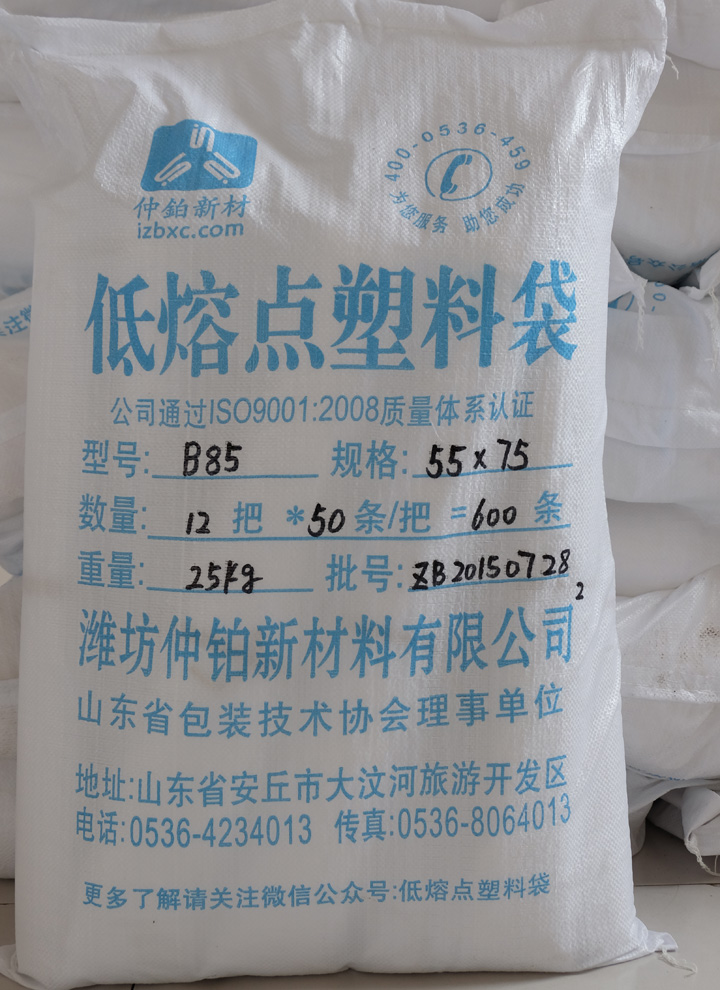 仲铂新材
izbxc.com
400-0536-459
为您服务 助您成功
低熔点塑料袋
公司通过ISO9001:2008质量体系认证
型号: B85 规格: 55×75
数量: 12 把 *50 条/把 =600 条
重量: 25kg 批号: ZB20150728
2
潍坊仲铂新材料有限公司
山东省包装技术协会理事单位
地址:山东省安丘市大汶河旅游开发区
电话:0536-4234013 传真:0536-8064013
更多了解请关注微信公众号:低熔点塑料袋